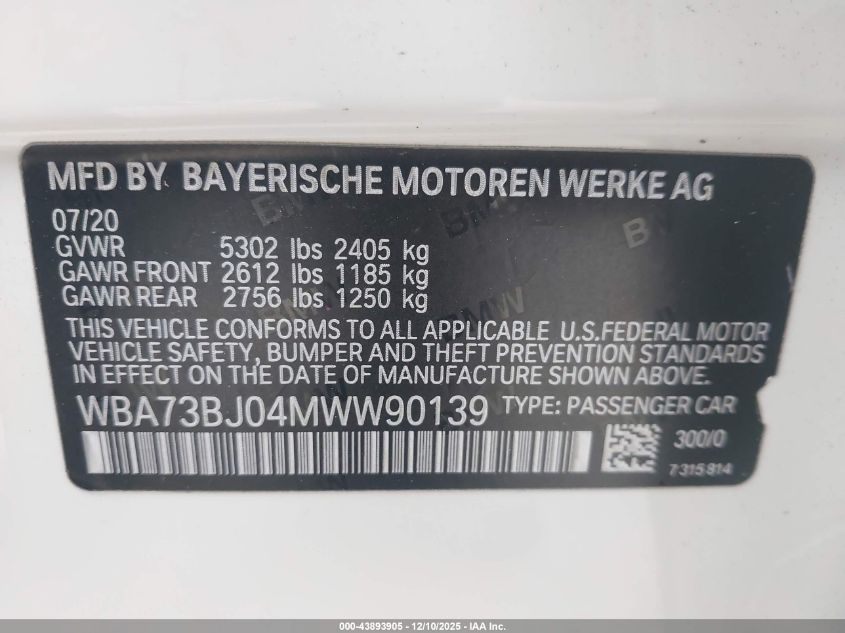 MFD BY BAYERISCHE MOTOREN WERKE AG
07/20
GVWR 5302 lbs 2405 kg
GAWR FRONT 2612 lbs 1185 kg
GAWR REAR 2756 lbs 1250 kg
THIS VEHICLE CONFORMS TO ALL APPLICABLE U.S.FEDERAL MOTOR
VEHICLE SAFETY, BUMPER AND THEFT PREVENTION STANDARDS
IN EFFECT ON THE DATE OF MANUFACTURE SHOWN ABOVE.
WBA73BJ04MWW90139 TYPE: PASSENGER CAR
300/0
7 315 814
000-43893905 - 12/10/2025 - IAA Inc.